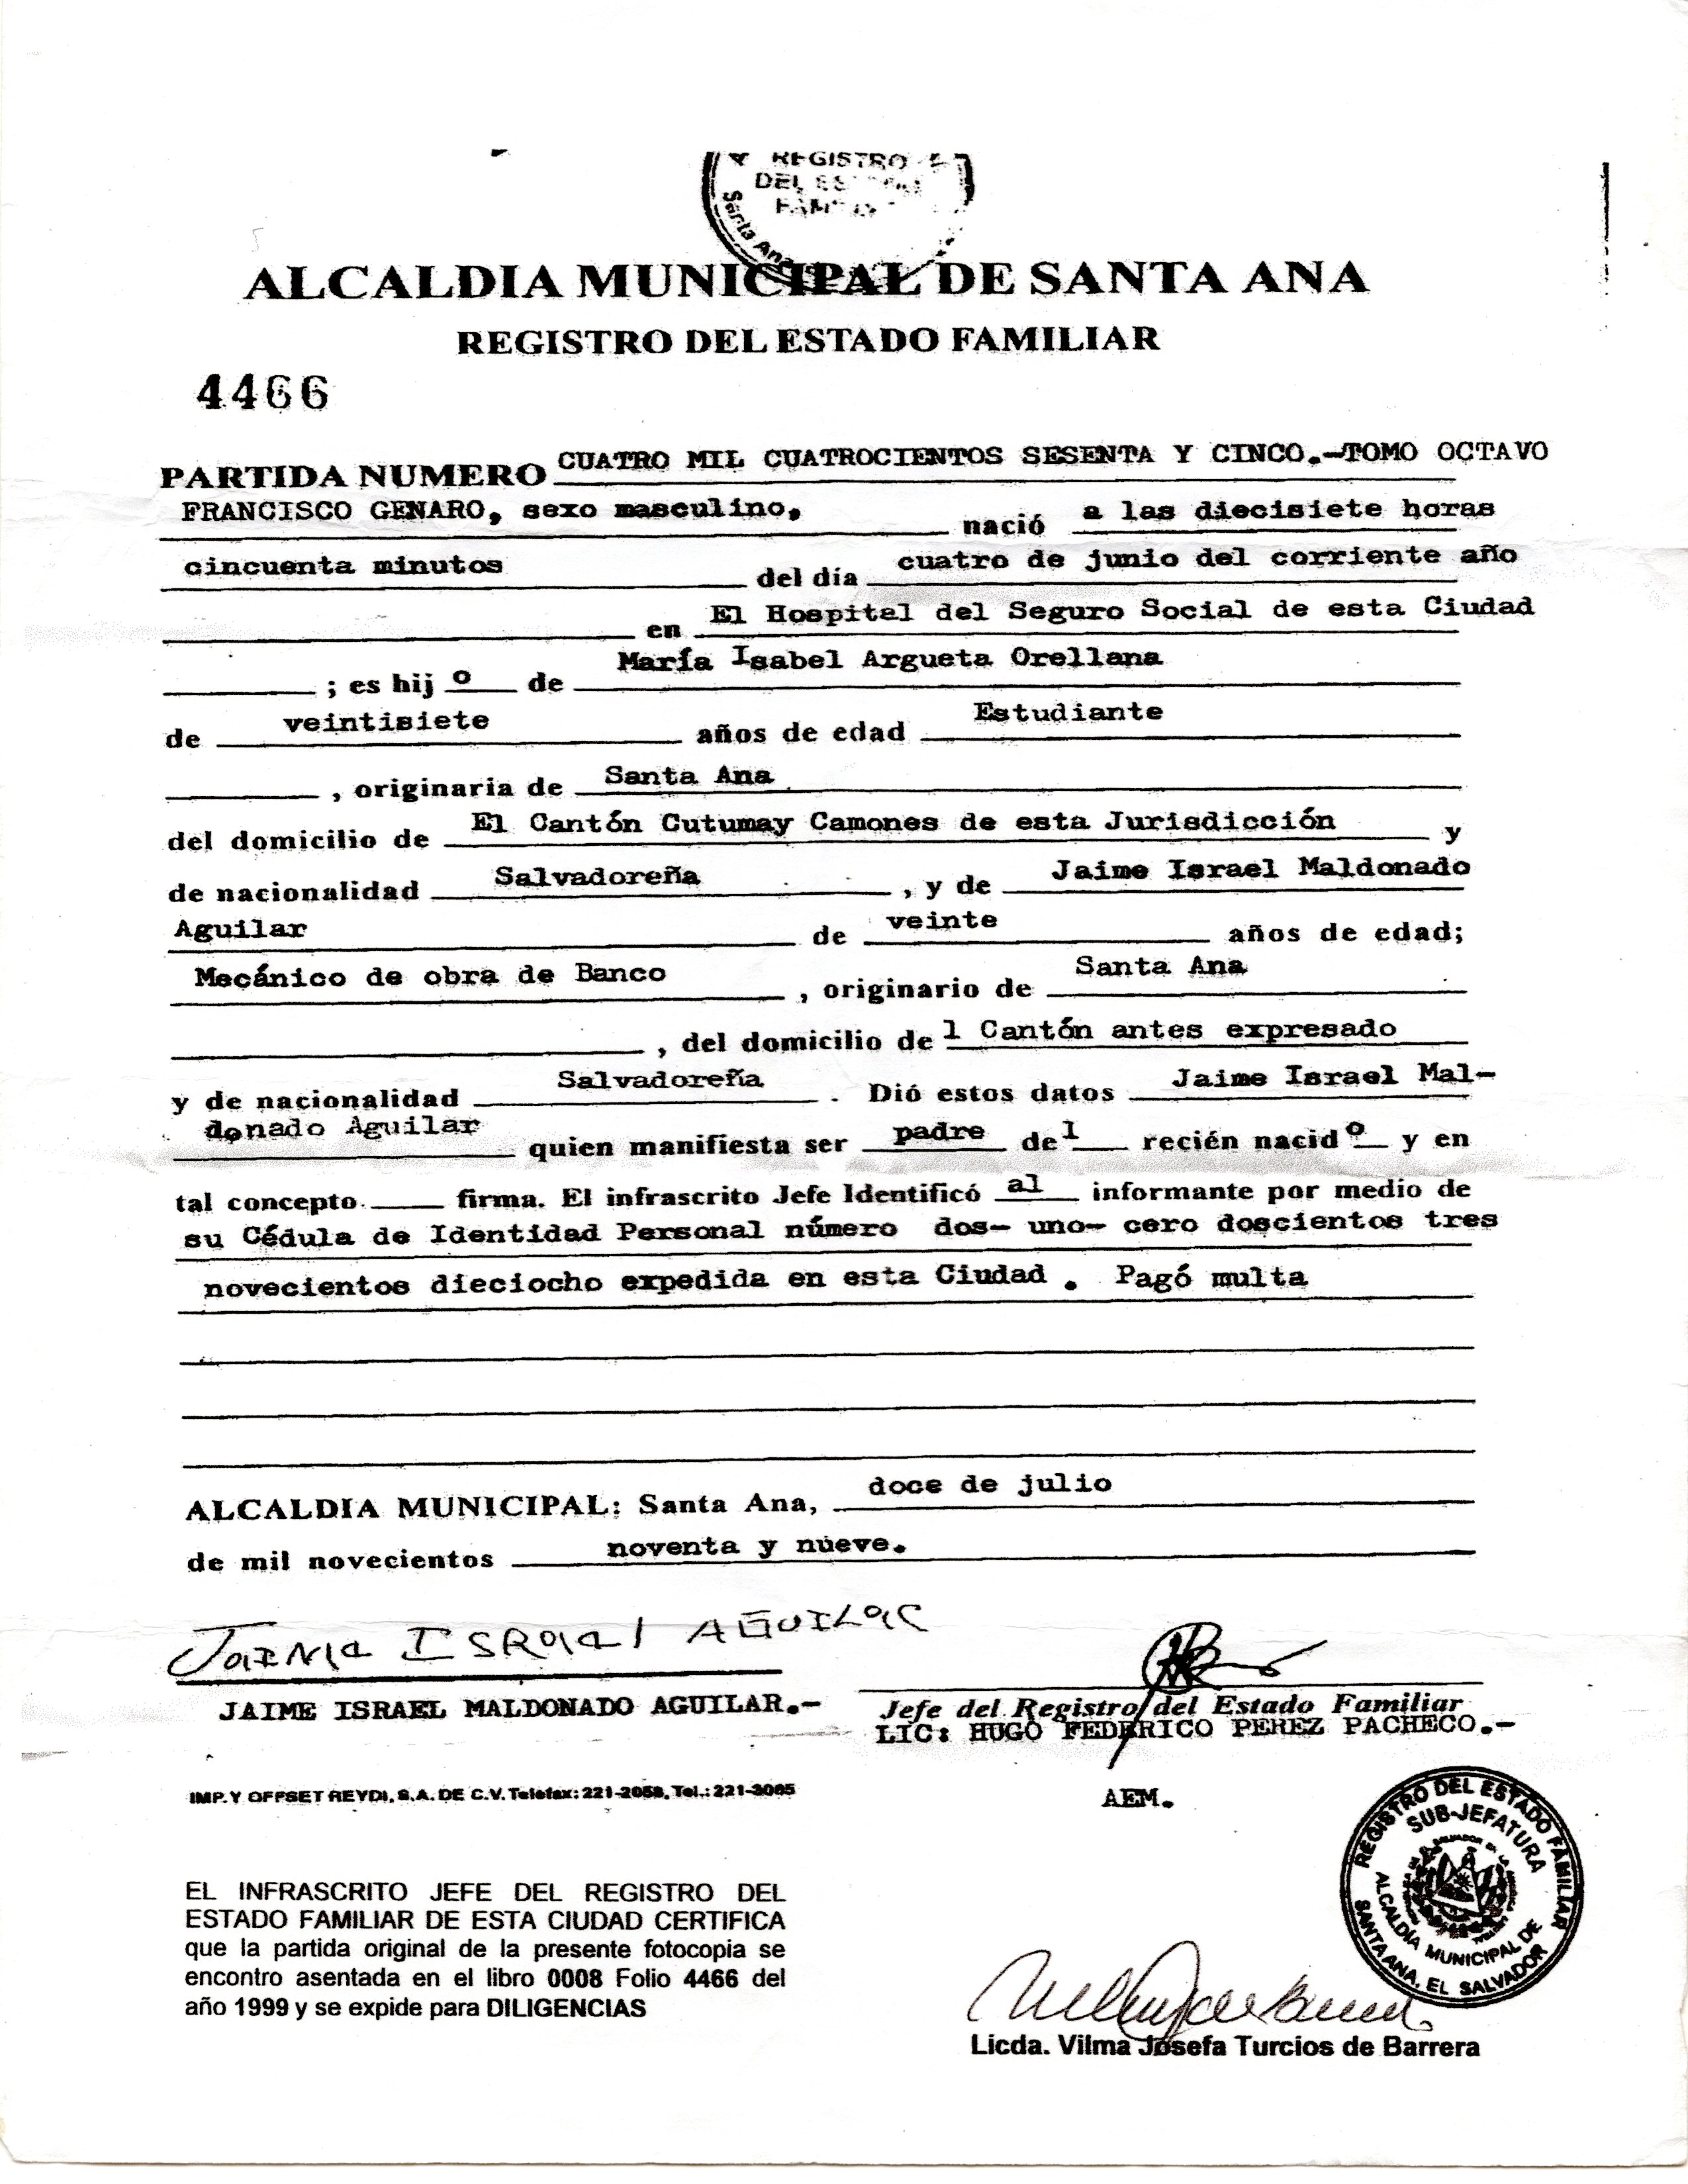 REGISTRO
DEL
Santa Ana
ALCALDIA MUNICIPAL DE SANTA ANA
REGISTRO DEL ESTADO FAMILIAR
4466
PARTIDA NUMERO CUATRO MIL CUATROCIENTOS SESENTA Y CINCO.-TOMO OCTAVO
FRANCISCO GENARO, sexo masculino, nació a las diecisiete horas
cincuenta minutos del día cuatro de junio del corriente año
en El Hospital del Seguro Social de esta Ciudad
; es hijo de María Isabel Argueta Orellana
de veintisiete años de edad Estudiante
, originaria de Santa Ana
del domicilio de El Cantón Cutumay Camones de esta Jurisdicción y
de nacionalidad Salvadoreña , y de Jaime Israel Maldonado
Aguilar de veinte años de edad;
Mecánico de obra de Banco , originario de Santa Ana
, del domicilio de l Cantón antes expresado
y de nacionalidad Salvadoreña . Dió estos datos Jaime Israel Mal-
donado Aguilar quien manifiesta ser padre del recién nacido y en
tal concepto. firma. El infrascrito Jefe Identificó al informante por medio de
su Cédula de Identidad Personal número dos- uno- cero doscientos tres
novecientos dieciocho expedida en esta Ciudad . Pagó multa
ALCALDIA MUNICIPAL: Santa Ana, doce de julio
de mil novecientos noventa y nueve.
JAIME ISRAEL AGUILAR
JAIME ISRAEL MALDONADO AGUILAR.-
Jefe del Registro del Estado Familiar
LIC: HUGO FEDERICO PEREZ PACHECO.-
IMP. Y OFFSET REYDI, S.A. DE C.V. Telefax: 221-2058, Tel.: 221-3085
AEM.
REGISTRO DEL ESTADO FAMILIAR
SUB-JEFATURA
ALCALDÍA MUNICIPAL DE
SANTA ANA, EL SALVADOR
EL INFRASCRITO JEFE DEL REGISTRO DEL
ESTADO FAMILIAR DE ESTA CIUDAD CERTIFICA
que la partida original de la presente fotocopia se
encontro asentada en el libro 0008 Folio 4466 del
año 1999 y se expide para DILIGENCIAS
Licda. Vilma Josefa Turcios de Barrera